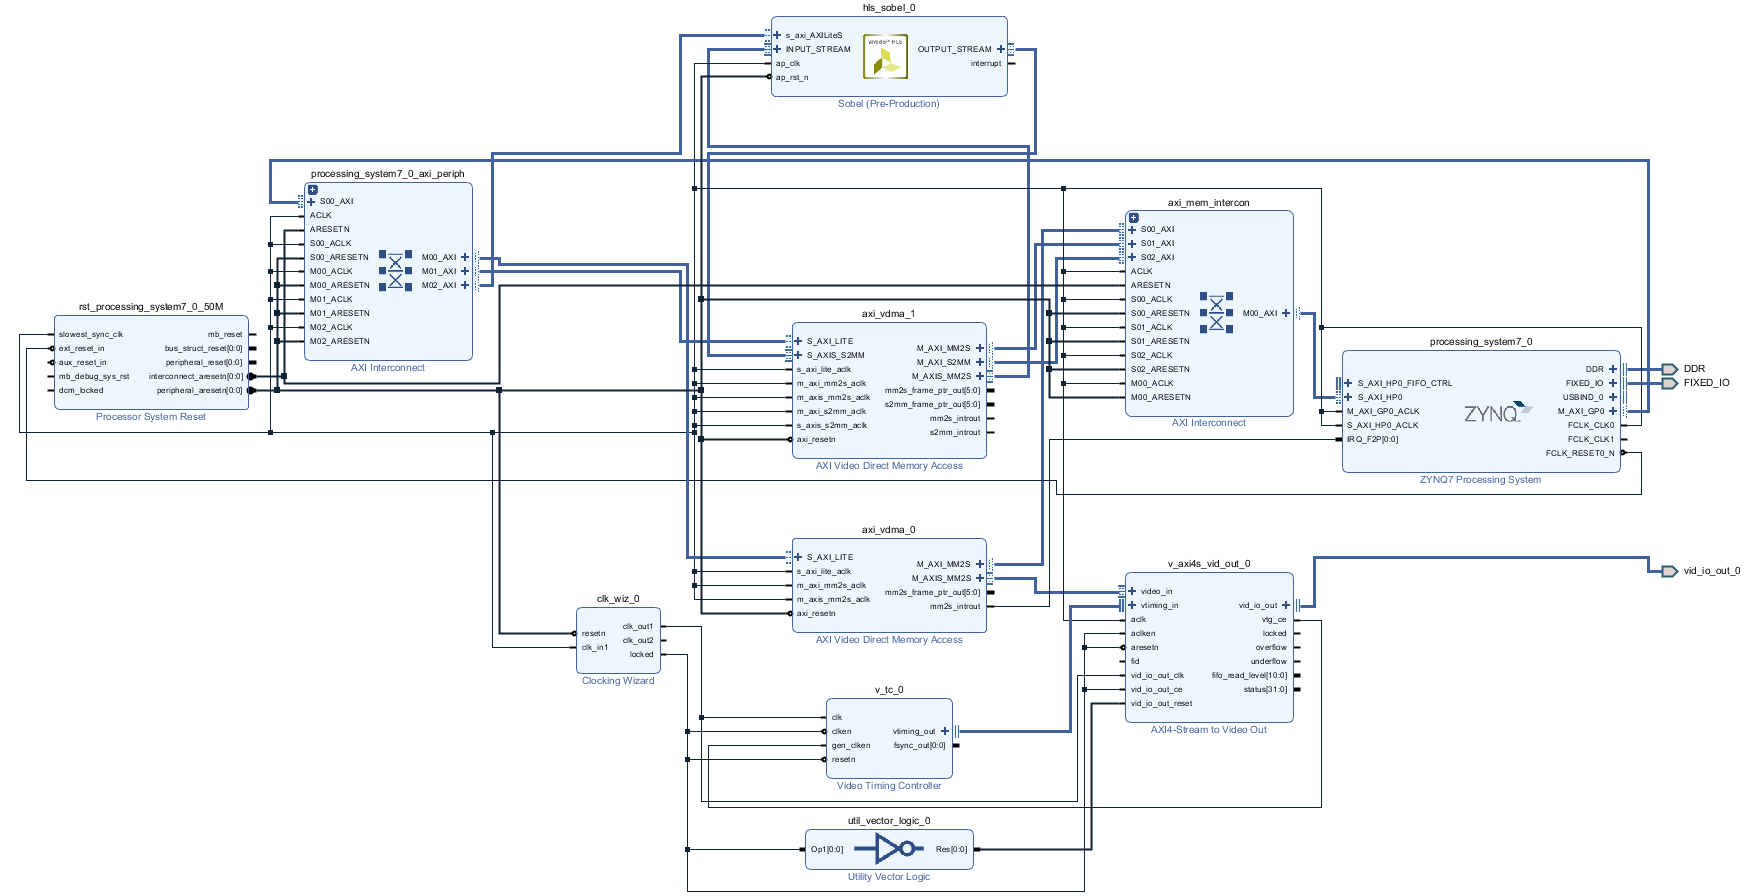 hls_sobel_0
s_axi_AXILiteS
INPUT_STREAM
ap_clk
ap_rst_n
OUTPUT_STREAM
interrupt
Sobel (Pre-Production)
processing_system7_0_axi_periph
S00_AXI
ACLK
ARESETN
S00_ACLK
S00_ARESETN
M00_ACLK
M00_ARESETN
M01_ACLK
M01_ARESETN
M02_ACLK
M02_ARESETN
M00_AXI
M01_AXI
M02_AXI
AXI Interconnect
rst_processing_system7_0_50M
slowest_sync_clk
ext_reset_in
aux_reset_in
mb_debug_sys_rst
dcm_locked
mb_reset
bus_struct_reset[0:0]
peripheral_reset[0:0]
interconnect_aresetn[0:0]
peripheral_aresetn[0:0]
Processor System Reset
axi_vdma_1
S_AXI_LITE
S_AXIS_S2MM
s_axi_lite_aclk
m_axi_mm2s_aclk
m_axis_mm2s_aclk
m_axi_s2mm_aclk
s_axis_s2mm_aclk
axi_resetn
M_AXI_MM2S
M_AXI_S2MM
M_AXIS_MM2S
mm2s_frame_ptr_out[5:0]
s2mm_frame_ptr_out[5:0]
mm2s_introut
s2mm_introut
AXI Video Direct Memory Access
axi_mem_intercon
S00_AXI
S01_AXI
S02_AXI
ACLK
ARESETN
S00_ACLK
S00_ARESETN
S01_ACLK
S01_ARESETN
S02_ACLK
S02_ARESETN
M00_ACLK
M00_ARESETN
M00_AXI
AXI Interconnect
processing_system7_0
S_AXI_HP0_FIFO_CTRL
S_AXI_HP0
M_AXI_GP0_ACLK
S_AXI_HP0_ACLK
IRQ_F2P[0:0]
ZYNQ
DDR
FIXED_IO
USBIND_0
M_AXI_GP0
FCLK_CLK0
FCLK_CLK1
FCLK_RESET0_N
ZYNQ7 Processing System
DDR
FIXED_IO
axi_vdma_0
S_AXI_LITE
s_axi_lite_aclk
m_axi_mm2s_aclk
m_axis_mm2s_aclk
axi_resetn
M_AXI_MM2S
M_AXIS_MM2S
mm2s_frame_ptr_out[5:0]
mm2s_introut
AXI Video Direct Memory Access
clk_wiz_0
resetn
clk_in1
clk_out1
clk_out2
locked
Clocking Wizard
v_axi4s_vid_out_0
video_in
vtiming_in
aclk
aclken
aresetn
fid
vid_io_out_clk
vid_io_out_ce
vid_io_out_reset
vid_io_out
vtg_ce
locked
overflow
underflow
fifo_read_level[10:0]
status[31:0]
AXI4-Stream to Video Out
vid_io_out_0
v_tc_0
clk
clken
gen_clken
resetn
vtiming_out
fsync_out[0:0]
Video Timing Controller
util_vector_logic_0
Op1[0:0]
Res[0:0]
Utility Vector Logic